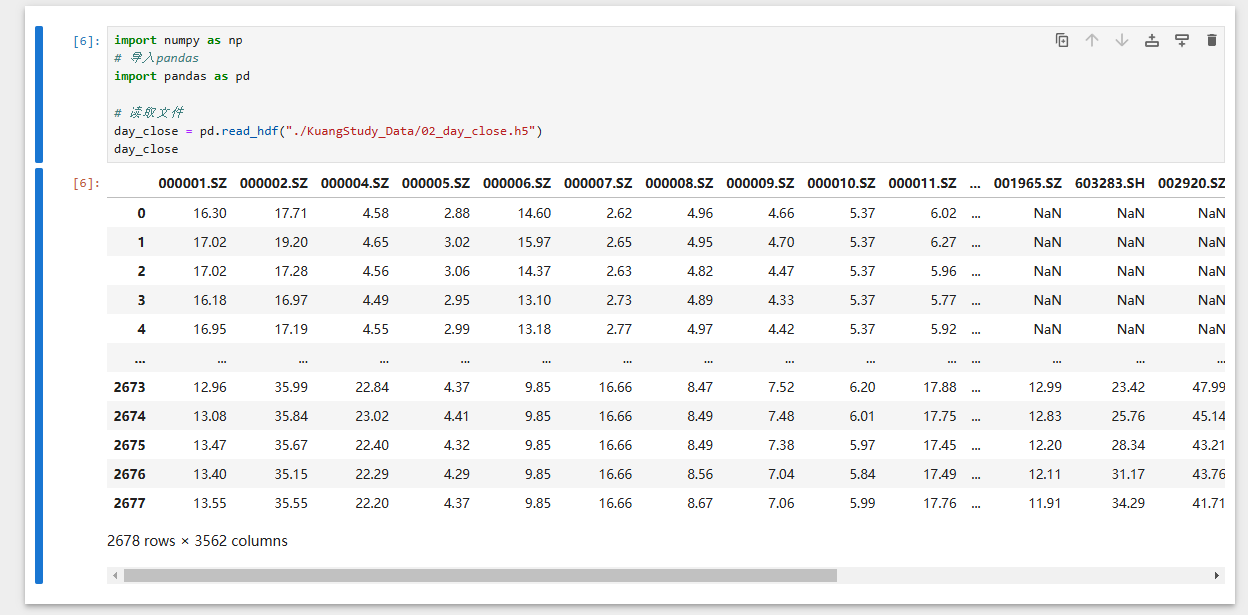 [6]: import numpy as np
# 导入pandas
import pandas as pd
# 读取文件
day_close = pd.read_hdf("./KuangStudy_Data/02_day_close.h5")
day_close
[6]: 000001.SZ 000002.SZ 000004.SZ 000005.SZ 000006.SZ 000007.SZ 000008.SZ 000009.SZ 000010.SZ 000011.SZ ... 001965.SZ 603283.SH 002920.SZ
0 16.30 17.71 4.58 2.88 14.60 2.62 4.96 4.66 5.37 6.02 ... NaN NaN NaN
1 17.02 19.20 4.65 3.02 15.97 2.65 4.95 4.70 5.37 6.27 ... NaN NaN NaN
2 17.02 17.28 4.56 3.06 14.37 2.63 4.82 4.47 5.37 5.96 ... NaN NaN NaN
3 16.18 16.97 4.49 2.95 13.10 2.73 4.89 4.33 5.37 5.77 ... NaN NaN NaN
4 16.95 17.19 4.55 2.99 13.18 2.77 4.97 4.42 5.37 5.92 ... NaN NaN NaN
... ... ... ... ... ... ... ... ... ... ... ... ... ... ...
2673 12.96 35.99 22.84 4.37 9.85 16.66 8.47 7.52 6.20 17.88 ... 12.99 23.42 47.99
2674 13.08 35.84 23.02 4.41 9.85 16.66 8.49 7.48 6.01 17.75 ... 12.83 25.76 45.14
2675 13.47 35.67 22.40 4.32 9.85 16.66 8.49 7.38 5.97 17.45 ... 12.20 28.34 43.21
2676 13.40 35.15 22.29 4.29 9.85 16.66 8.56 7.04 5.84 17.49 ... 12.11 31.17 43.76
2677 13.55 35.55 22.20 4.37 9.85 16.66 8.67 7.06 5.99 17.76 ... 11.91 34.29 41.71
2678 rows × 3562 columns